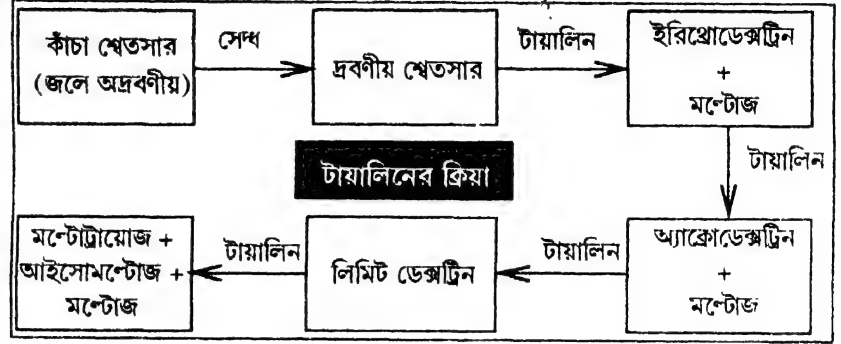 কাঁচা শ্বেতসার
(জলে অদ্রবণীয়)
সেদ্ধ
দ্রবণীয় শ্বেতসার
টায়ালিন
ইরিথ্রোডেক্সট্রিন
+
মল্টোজ
টায়ালিন
টায়ালিনের ক্রিয়া
অ্যাক্রোডেক্সট্রিন
+
মল্টোজ
টায়ালিন
লিমিট ডেক্সট্রিন
টায়ালিন
মল্টোট্রায়োজ +
আইসোমল্টোজ +
মল্টোজ